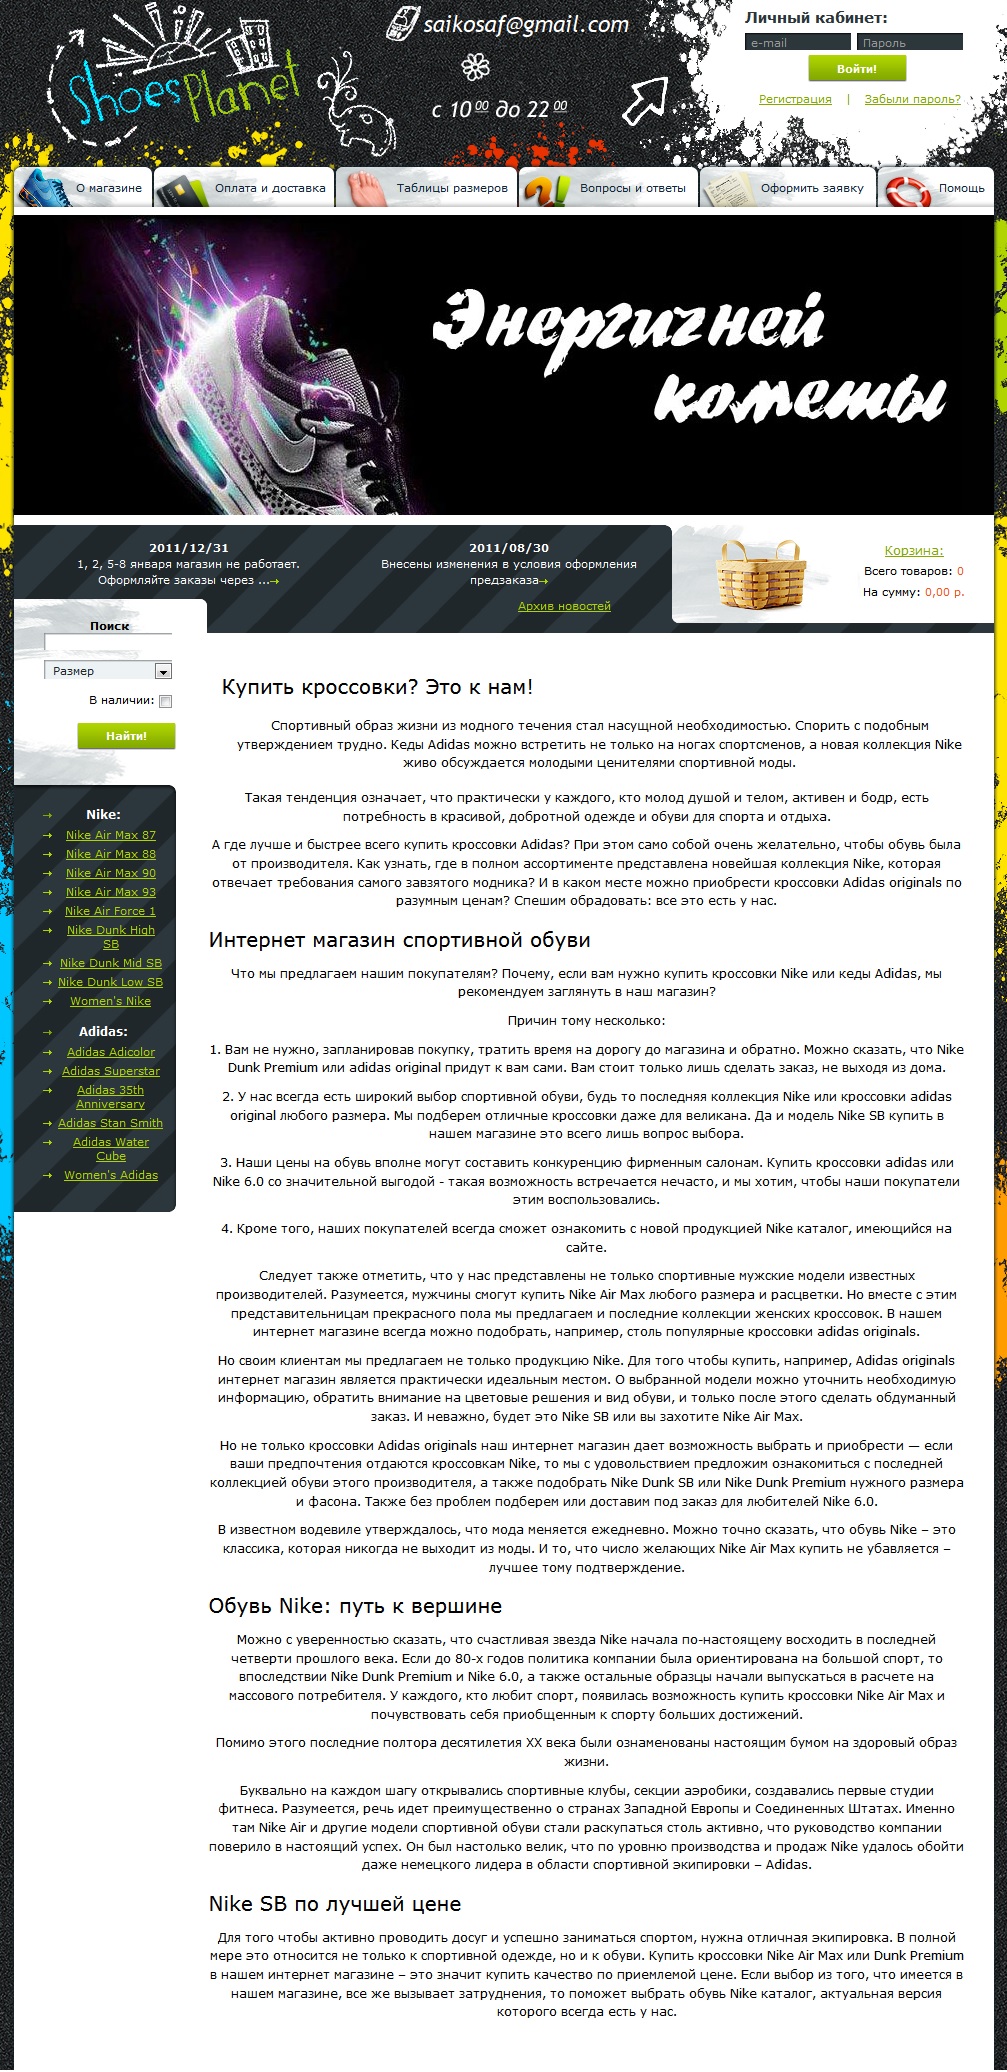 ShoesPlanet
saikosaf@gmail.com
с 10 00 до 22 00
Личный кабинет:
e-mail
Пароль
Войти!
Регистрация | Забыли пароль?
О магазине
Оплата и доставка
Таблицы размеров
Вопросы и ответы
Оформить заявку
Помощь
Энергичней
кометы
2011/12/31
1, 2, 5-8 января магазин не работает.
Оформляйте заказы через ...
2011/08/30
Внесены изменения в условия оформления
предзаказа
Архив новостей
Корзина:
Всего товаров: 0
На сумму: 0,00 р.
Поиск
Размер
В наличии:
Найти!
Nike:
Nike Air Max 87
Nike Air Max 88
Nike Air Max 90
Nike Air Max 93
Nike Air Force 1
Nike Dunk High
SB
Nike Dunk Mid SB
Nike Dunk Low SB
Women's Nike
Adidas:
Adidas Adicolor
Adidas Superstar
Adidas 35th
Anniversary
Adidas Stan Smith
Adidas Water
Cube
Women's Adidas
Купить кроссовки? Это к нам!
Спортивный образ жизни из модного течения стал насущной необходимостью. Спорить с подобным
утверждением трудно. Кеды Adidas можно встретить не только на ногах спортсменов, а новая коллекция Nike
живо обсуждается молодыми ценителями спортивной моды.
Такая тенденция означает, что практически у каждого, кто молод душой и телом, активен и бодр, есть
потребность в красивой, добротной одежде и обуви для спорта и отдыха.
А где лучше и быстрее всего купить кроссовки Adidas? При этом само собой очень желательно, чтобы обувь была
от производителя. Как узнать, где в полном ассортименте представлена новейшая коллекция Nike, которая
отвечает требования самого завзятого модника? И в каком месте можно приобрести кроссовки Adidas originals по
разумным ценам? Спешим обрадовать: все это есть у нас.
Интернет магазин спортивной обуви
Что мы предлагаем нашим покупателям? Почему, если вам нужно купить кроссовки Nike или кеды Adidas, мы
рекомендуем заглянуть в наш магазин?
Причин тому несколько:
1. Вам не нужно, запланировав покупку, тратить время на дорогу до магазина и обратно. Можно сказать, что Nike
Dunk Premium или adidas original придут к вам сами. Вам стоит только лишь сделать заказ, не выходя из дома.
2. У нас всегда есть широкий выбор спортивной обуви, будь то последняя коллекция Nike или кроссовки adidas
original любого размера. Мы подберем отличные кроссовки даже для великана. Да и модель Nike SB купить в
нашем магазине это всего лишь вопрос выбора.
3. Наши цены на обувь вполне могут составить конкуренцию фирменным салонам. Купить кроссовки adidas или
Nike 6.0 со значительной выгодой - такая возможность встречается нечасто, и мы хотим, чтобы наши покупатели
этим воспользовались.
4. Кроме того, наших покупателей всегда сможет ознакомить с новой продукцией Nike каталог, имеющийся на
сайте.
Следует также отметить, что у нас представлены не только спортивные мужские модели известных
производителей. Разумеется, мужчины смогут купить Nike Air Max любого размера и расцветки. Но вместе с этим
представительницам прекрасного пола мы предлагаем и последние коллекции женских кроссовок. В нашем
интернет магазине всегда можно подобрать, например, столь популярные кроссовки adidas originals.
Но своим клиентам мы предлагаем не только продукцию Nike. Для того чтобы купить, например, Adidas originals
интернет магазин является практически идеальным местом. О выбранной модели можно уточнить необходимую
информацию, обратить внимание на цветовые решения и вид обуви, и только после этого сделать обдуманный
заказ. И неважно, будет это Nike SB или вы захотите Nike Air Max.
Но не только кроссовки Adidas originals наш интернет магазин дает возможность выбрать и приобрести — если
ваши предпочтения отдаются кроссовкам Nike, то мы с удовольствием предложим ознакомиться с последней
коллекцией обуви этого производителя, а также подобрать Nike Dunk SB или Nike Dunk Premium нужного размера
и фасона. Также без проблем подберем или доставим под заказ для любителей Nike 6.0.
В известном водевиле утверждалось, что мода меняется ежедневно. Можно точно сказать, что обувь Nike – это
классика, которая никогда не выходит из моды. И то, что число желающих Nike Air Max купить не убавляется –
лучшее тому подтверждение.
Обувь Nike: путь к вершине
Можно с уверенностью сказать, что счастливая звезда Nike начала по-настоящему восходить в последней
четверти прошлого века. Если до 80-х годов политика компании была ориентирована на большой спорт, то
впоследствии Nike Dunk Premium и Nike 6.0, а также остальные образцы начали выпускаться в расчете на
массового потребителя. У каждого, кто любит спорт, появилась возможность купить кроссовки Nike Air Max и
почувствовать себя приобщенным к спорту больших достижений.
Помимо этого последние полтора десятилетия XX века были ознаменованы настоящим бумом на здоровый образ
жизни.
Буквально на каждом шагу открывались спортивные клубы, секции аэробики, создавались первые студии
фитнеса. Разумеется, речь идет преимущественно о странах Западной Европы и Соединенных Штатах. Именно
там Nike Air и другие модели спортивной обуви стали раскупаться столь активно, что руководство компании
поверило в настоящий успех. Он был настолько велик, что по уровню производства и продаж Nike удалось обойти
даже немецкого лидера в области спортивной экипировки – Adidas.
Nike SB по лучшей цене
Для того чтобы активно проводить досуг и успешно заниматься спортом, нужна отличная экипировка. В полной
мере это относится не только к спортивной одежде, но и к обуви. Купить кроссовки Nike Air Max или Dunk Premium
в нашем интернет магазине – это значит купить качество по приемлемой цене. Если выбор из того, что имеется в
нашем магазине, все же вызывает затруднения, то поможет выбрать обувь Nike каталог, актуальная версия
которого всегда есть у нас.